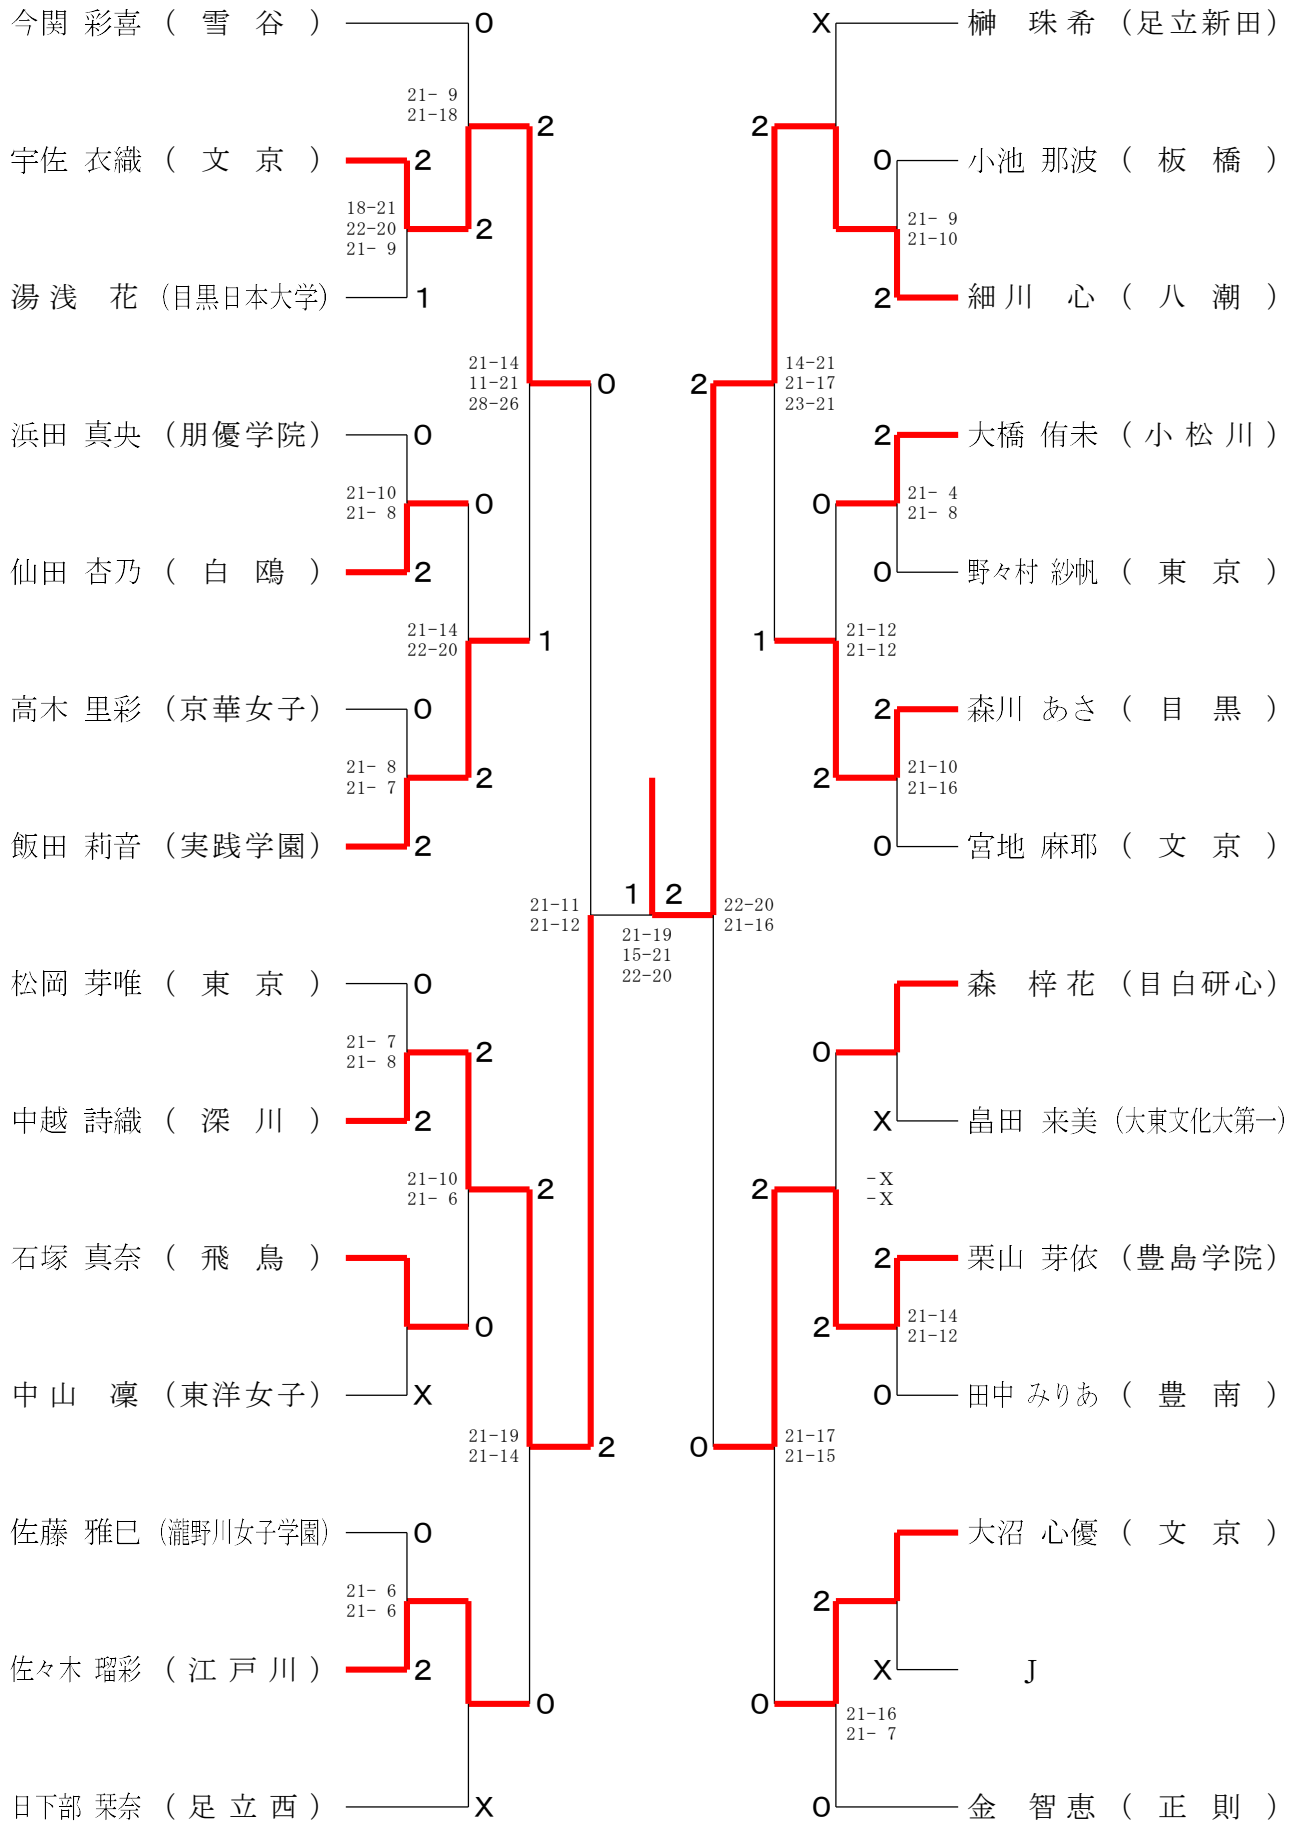 今関 彩喜 ( 雪 谷 ) 0
21- 9
21-18
2
宇佐 衣織 ( 文 京 ) 2
18-21
22-20
21- 9
2
湯浅 花 (目黒日本大学) 1
21-14
11-21
28-26
0
浜田 真央 (朋優学院) 0
21-10
21- 8
0
仙田 杏乃 ( 白 鴎 ) 2
21-14
22-20
1
高木 里彩 (京華女子) 0
21- 8
21- 7
2
飯田 莉音 (実践学園) 2
21-11
21-12
松岡 芽唯 ( 東 京 ) 0
21- 7
21- 8
2
中越 詩織 ( 深 川 ) 2
21-10
21- 6
2
石塚 真奈 ( 飛 鳥 )
0
中山 凜 (東洋女子) X
21-19
21-14
2
佐藤 雅巳 (瀧野川女子学園) 0
21- 6
21- 6
佐々木 瑠彩 (江戸川) 2
0
日下部 栞奈 (足立西) X
1 2
21-19
15-21
22-20
X 榊 珠希 (足立新田)
2
0 小池 那波 ( 板 橋 )
21- 9
21-10
2 細川 心 ( 八 潮 )
2
14-21
21-17
23-21
2 大橋 侑未 (小松川)
0
21- 4
21- 8
0 野々村 紗帆 ( 東 京 )
1
21-12
21-12
2 森川 あさ ( 目 黒 )
2
21-10
21-16
0 宮地 麻耶 ( 文 京 )
22-20
21-16
森 梓花 (目白研心)
0
X 畠田 来美 (大東文化大第一)
2
-X
-X
2 栗山 芽依 (豊島学院)
2
21-14
21-12
0 田中 みりあ ( 豊 南 )
0
21-17
21-15
大沼 心優 ( 文 京 )
2
X J
0
21-16
21- 7
0 金 智恵 ( 正 則 )